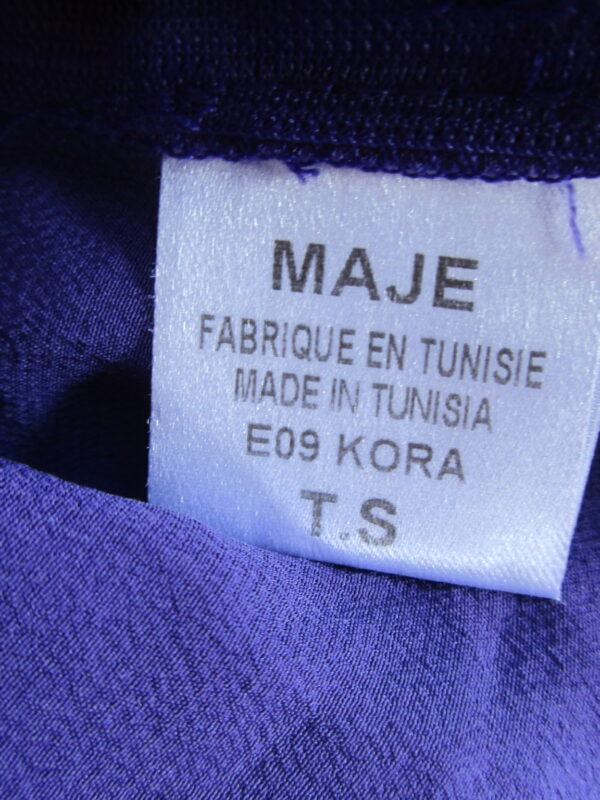 MAJE
FABRIQUE EN TUNISIE
MADE IN TUNISIA
E09 KORA
T.S